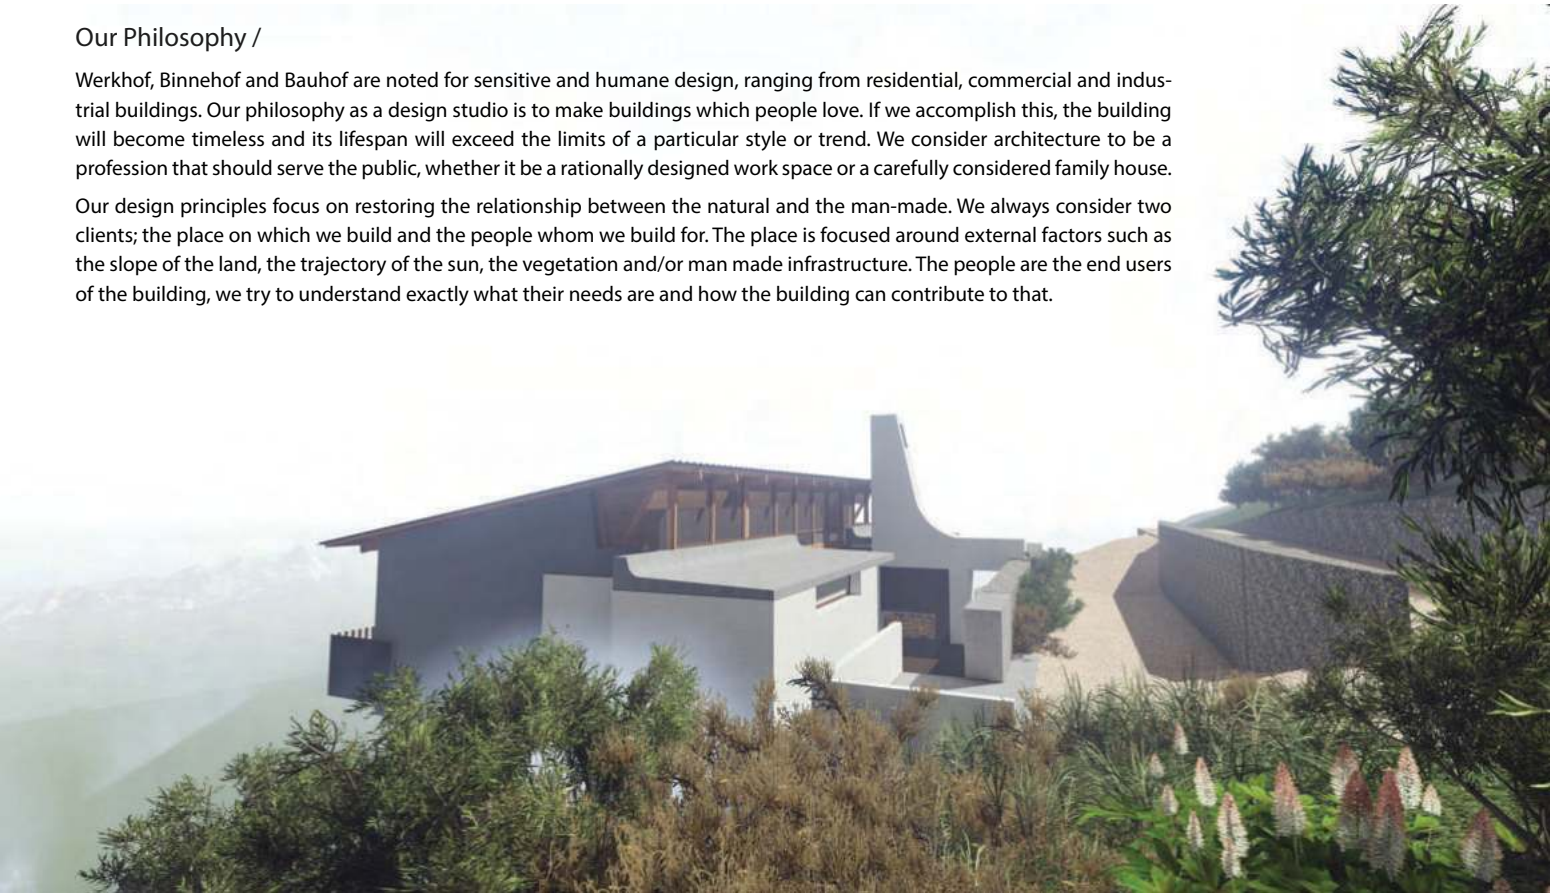 Our Philosophy /
Werkhof, Binnehof and Bauhof are noted for sensitive and humane design, ranging from residential, commercial and indus-
trial buildings. Our philosophy as a design studio is to make buildings which people love. If we accomplish this, the building
will become timeless and its lifespan will exceed the limits of a particular style or trend. We consider architecture to be a
profession that should serve the public, whether it be a rationally designed work space or a carefully considered family house.
Our design principles focus on restoring the relationship between the natural and the man-made. We always consider two
clients; the place on which we build and the people whom we build for. The place is focused around external factors such as
the slope of the land, the trajectory of the sun, the vegetation and/or man made infrastructure. The people are the end users
of the building, we try to understand exactly what their needs are and how the building can contribute to that.